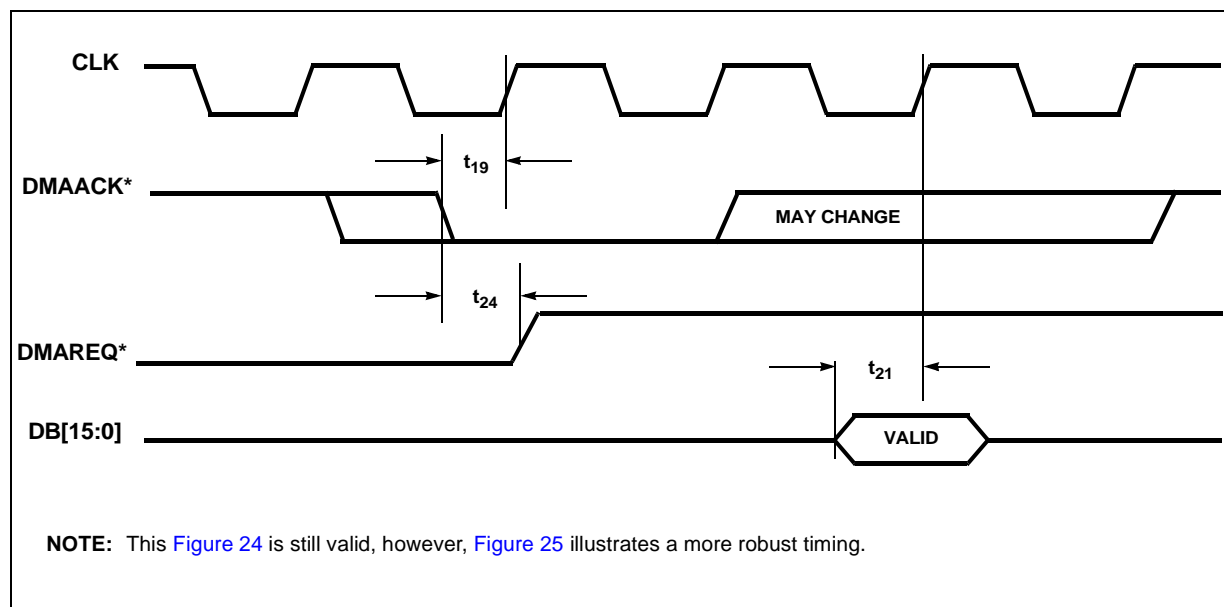 CLK
t19
DMAACK*
MAY CHANGE
t24
DMAREQ*
t21
DB[15:0]
VALID
NOTE: This Figure 24 is still valid, however, Figure 25 illustrates a more robust timing.